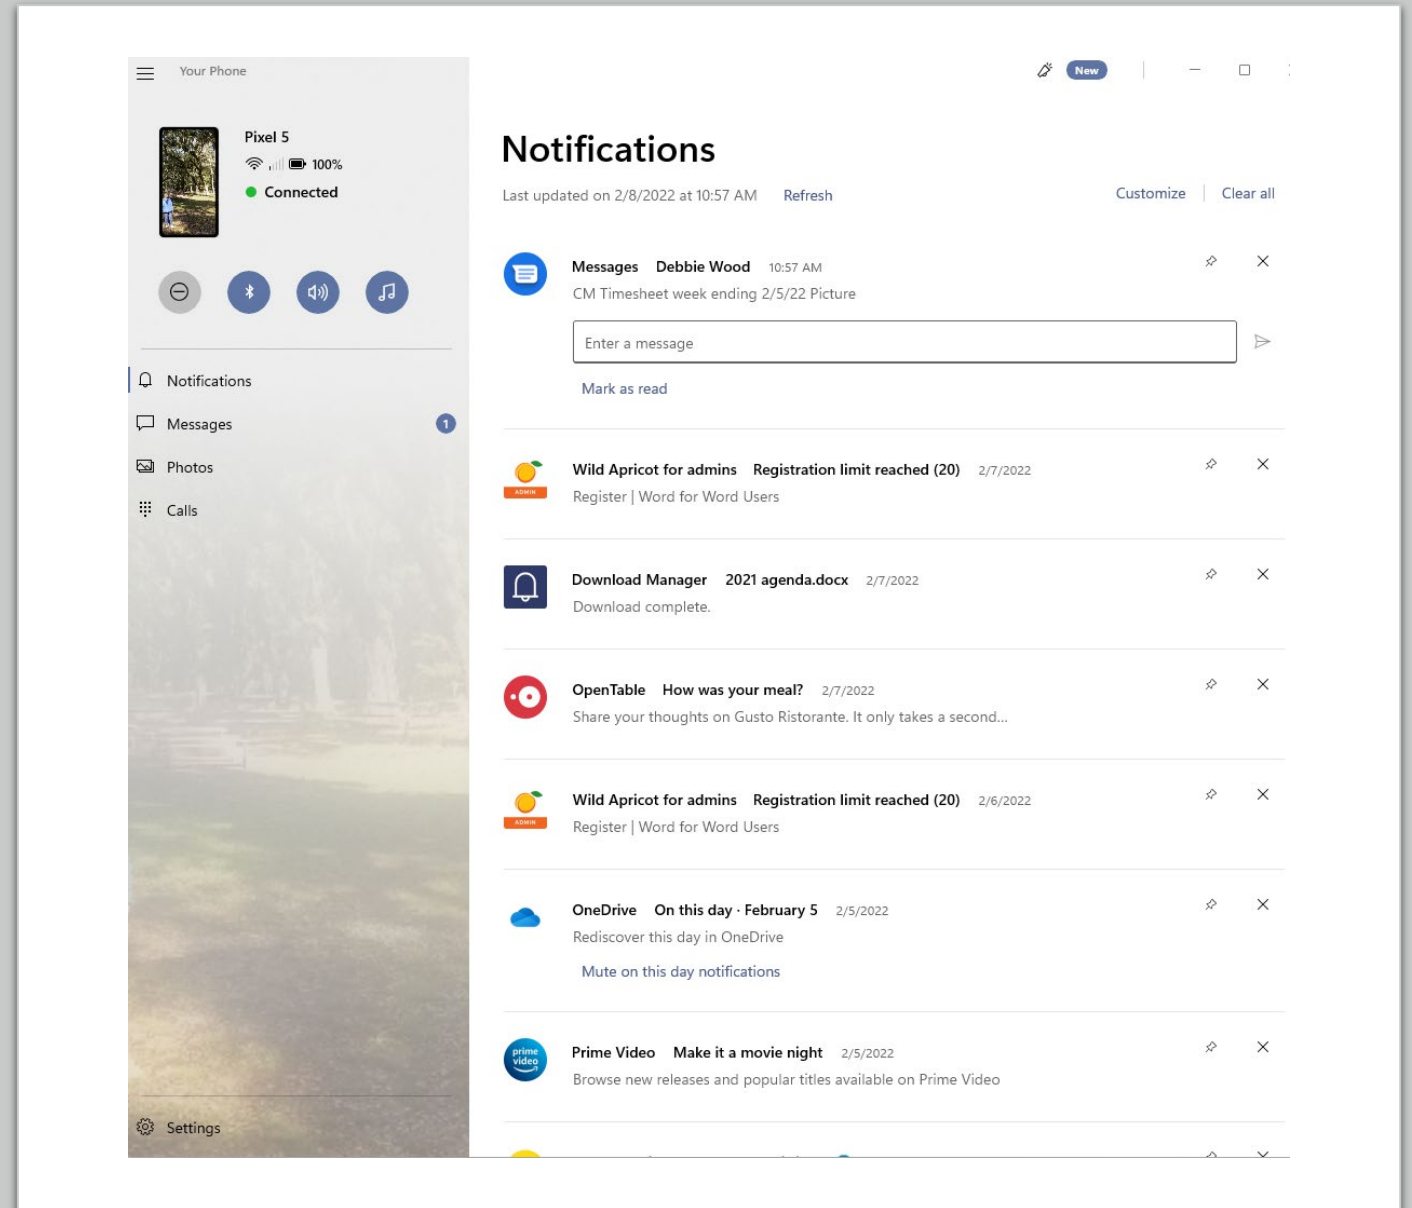 Your Phone
New
Pixel 5
100%
Connected
Notifications
Messages
1
Photos
Calls
Settings
Notifications
Last updated on 2/8/2022 at 10:57 AM Refresh
Customize Clear all
Messages Debbie Wood 10:57 AM
CM Timesheet week ending 2/5/22 Picture
Enter a message
Mark as read
ADMIN
Wild Apricot for admins Registration limit reached (20) 2/7/2022
Register | Word for Word Users
Download Manager 2021 agenda.docx 2/7/2022
Download complete.
OpenTable How was your meal? 2/7/2022
Share your thoughts on Gusto Ristorante. It only takes a second...
ADMIN
Wild Apricot for admins Registration limit reached (20) 2/6/2022
Register | Word for Word Users
OneDrive On this day · February 5 2/5/2022
Rediscover this day in OneDrive
Mute on this day notifications
prime
video
Prime Video Make it a movie night 2/5/2022
Browse new releases and popular titles available on Prime Video